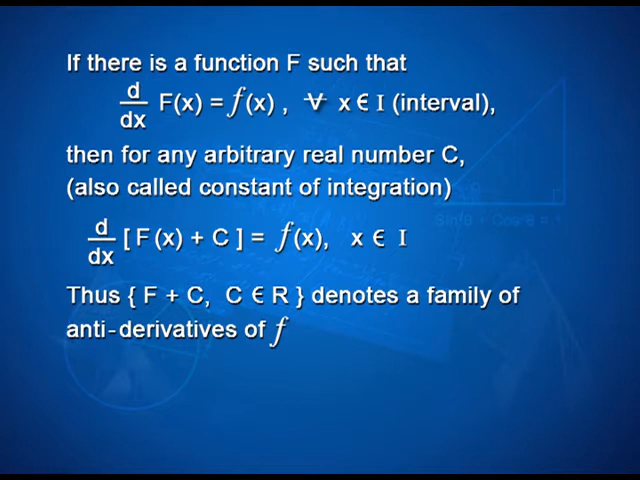 If there is a function F such that
d/dx F(x) = f(x) , ∀ x ∈ I (interval),
then for any arbitrary real number C,
(also called constant of integration)
d/dx [ F (x) + C ] = f(x), x ∈ I
Thus { F + C, C ∈ R } denotes a family of
anti-derivatives of f